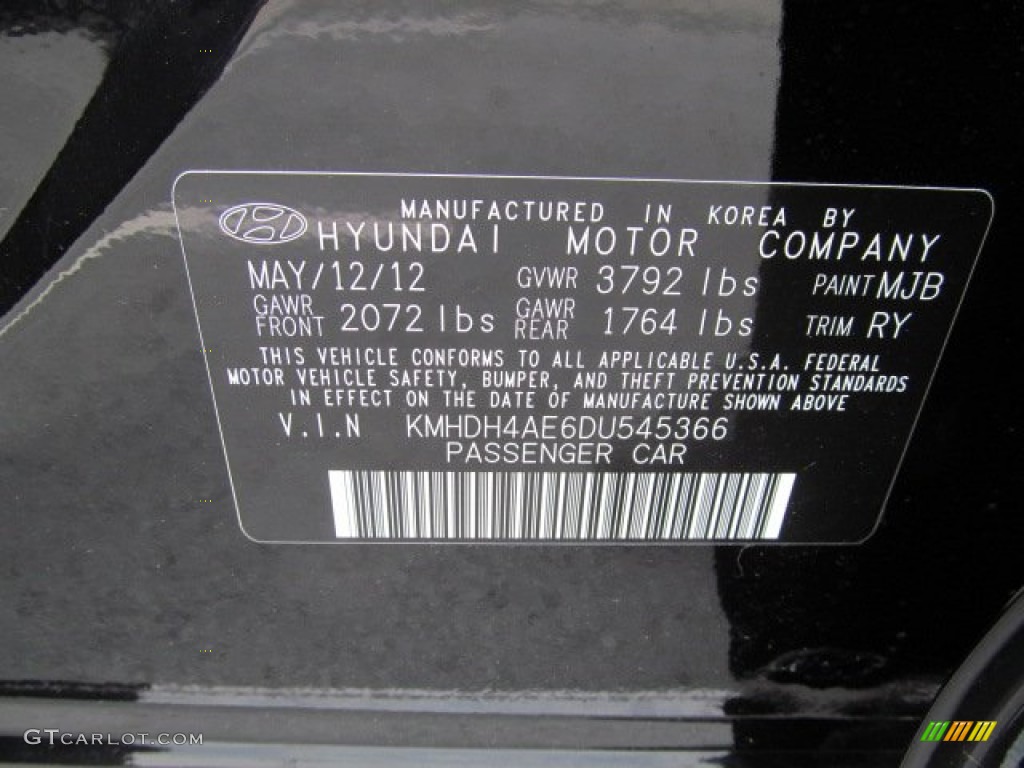 MANUFACTURED IN KOREA BY
HYUNDAI MOTOR COMPANY
MAY/12/12 GVWR 3792 lbs PAINT MJB
GAWR FRONT 2072 lbs GAWR REAR 1764 lbs TRIM RY
THIS VEHICLE CONFORMS TO ALL APPLICABLE U.S.A. FEDERAL
MOTOR VEHICLE SAFETY, BUMPER, AND THEFT PREVENTION STANDARDS
IN EFFECT ON THE DATE OF MANUFACTURE SHOWN ABOVE
V.I.N KMHDH4AE6DU545366
PASSENGER CAR
GTCARLOT.COM